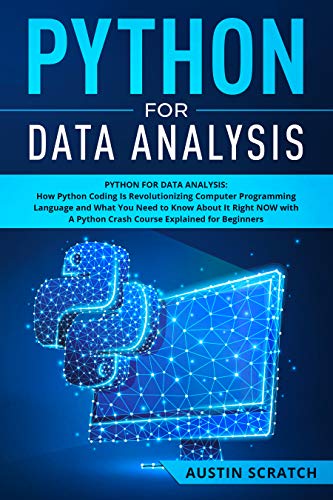 PYTHON
FOR
DATA ANALYSIS
PYTHON FOR DATA ANALYSIS:
How Python Coding Is Revolutionizing Computer Programming
Language and What You Need to Know About It Right NOW with
A Python Crash Course Explained for Beginners
AUSTIN SCRATCH